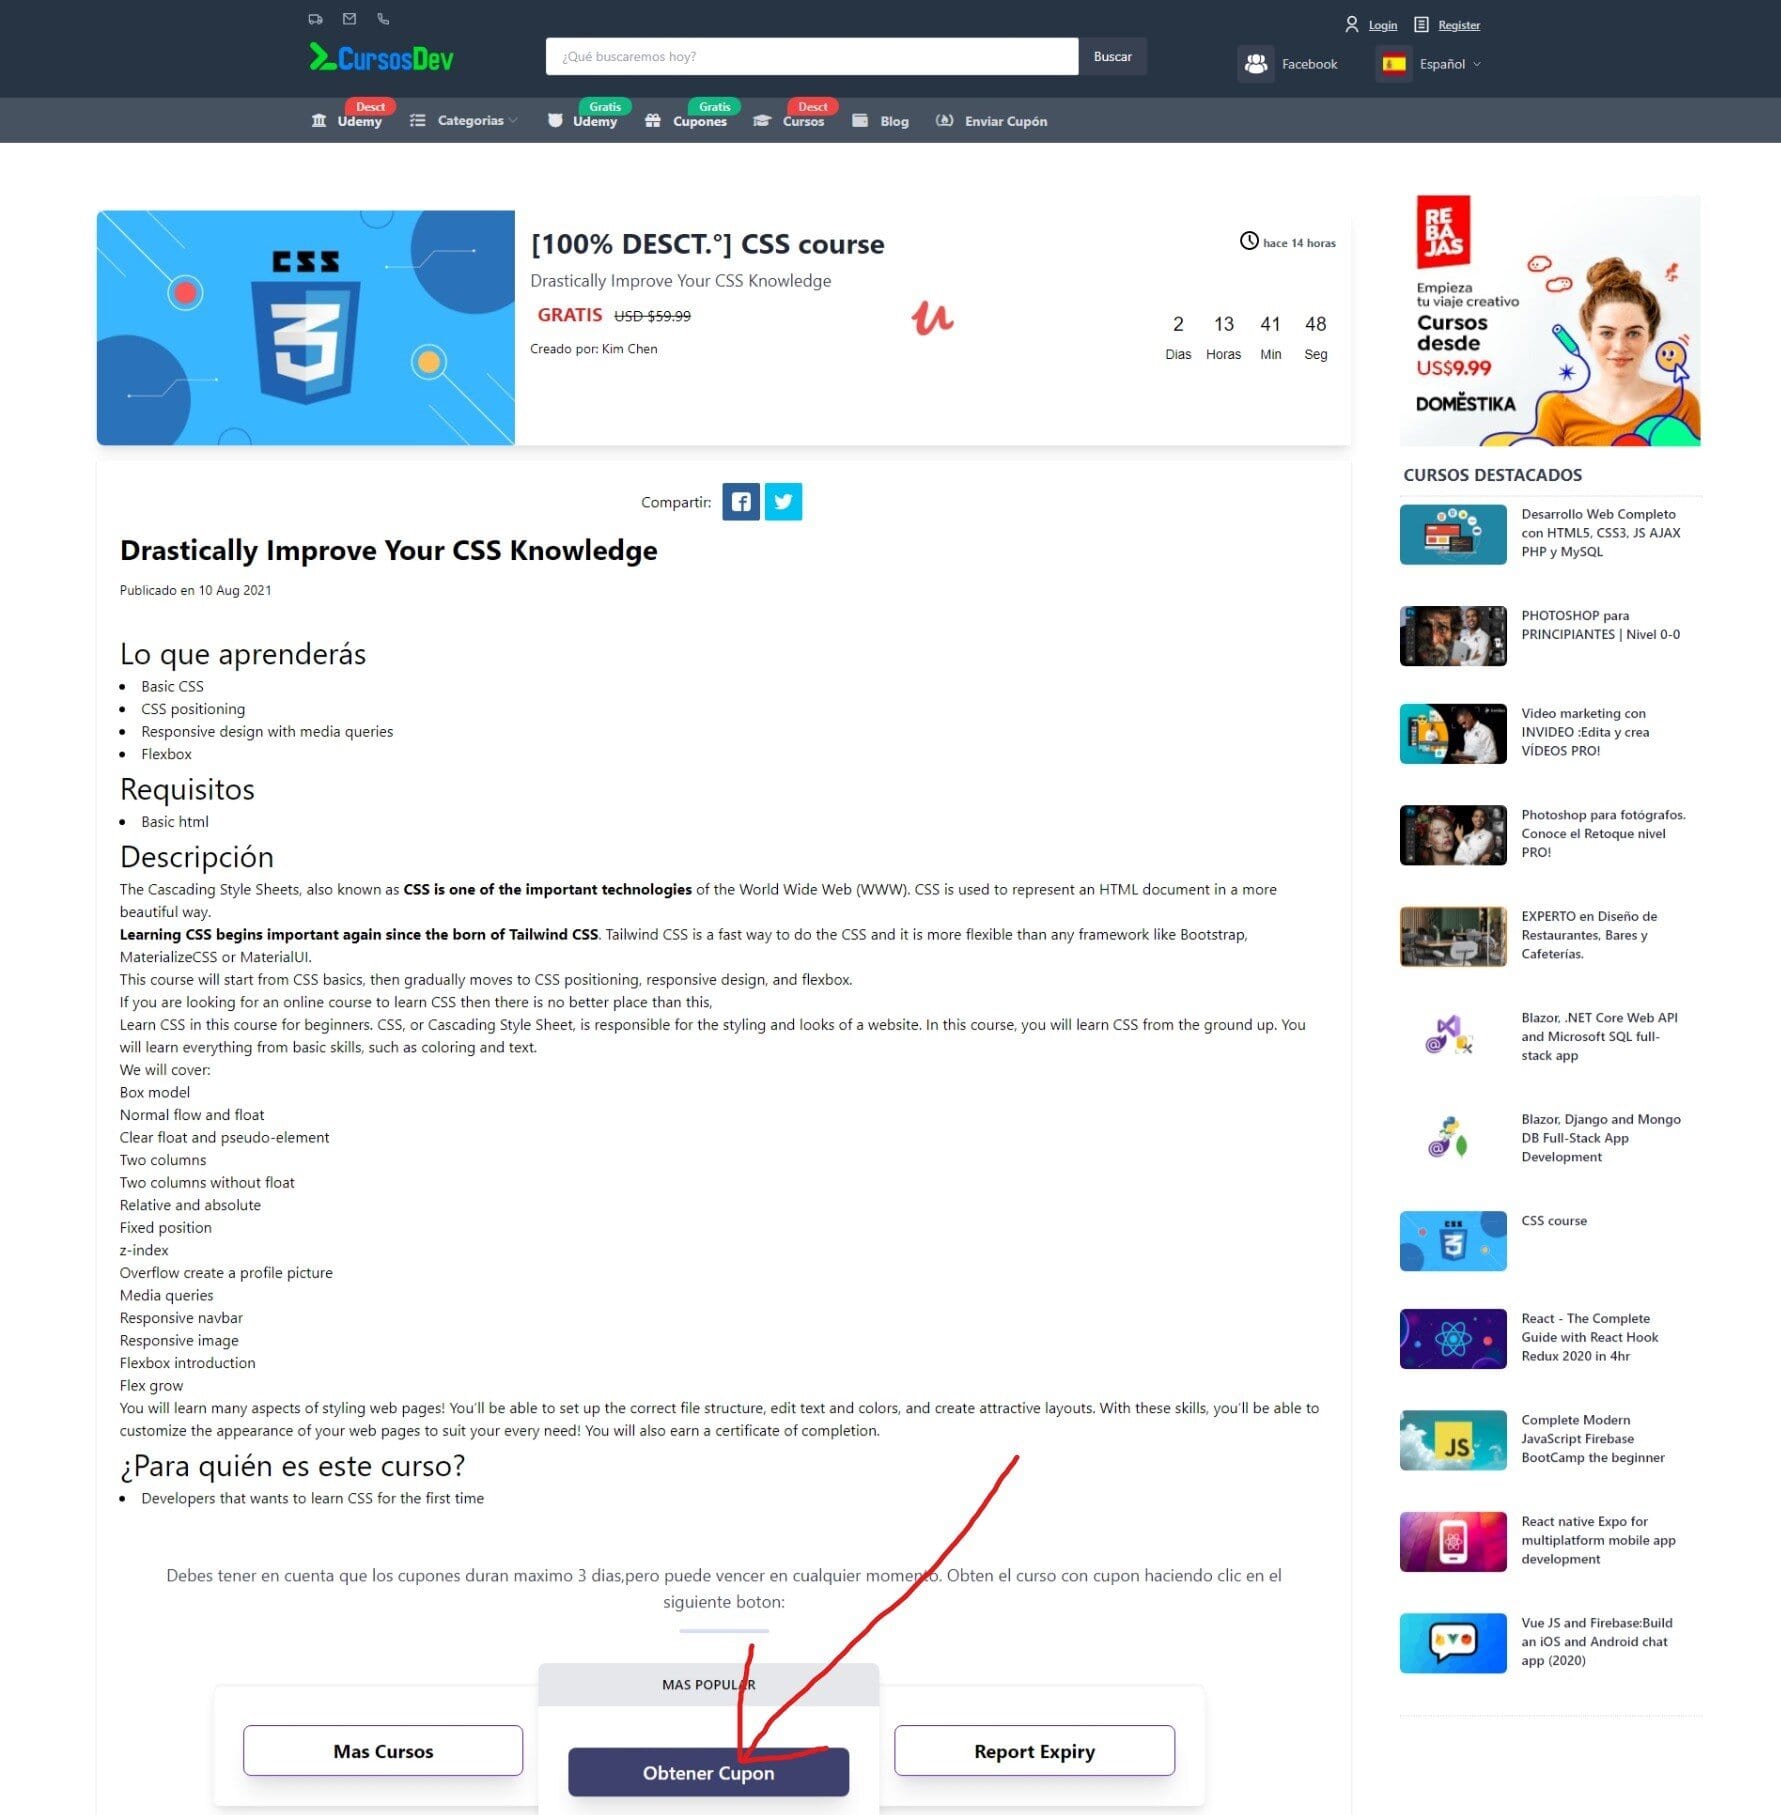 Login
Register
CursosDev
¿Qué buscaremos hoy?
Buscar
Facebook
Español
Desct
Udemy
Categorias
Gratis
Udemy
Gratis
Cupones
Desct
Cursos
Blog
Enviar Cupón
CSS
3
[100% DESCT.°] CSS course
hace 14 horas
Drastically Improve Your CSS Knowledge
GRATIS USD $59.99
Creado por: Kim Chen
2 13 41 48
Dias Horas Min Seg
Compartir:
Drastically Improve Your CSS Knowledge
Publicado en 10 Aug 2021
Lo que aprenderás
Basic CSS
CSS positioning
Responsive design with media queries
Flexbox
Requisitos
Basic html
Descripción
The Cascading Style Sheets, also known as CSS is one of the important technologies of the World Wide Web (WWW). CSS is used to represent an HTML document in a more
beautiful way.
Learning CSS begins important again since the born of Tailwind CSS. Tailwind CSS is a fast way to do the CSS and it is more flexible than any framework like Bootstrap,
MaterializeCSS or MaterialUI.
This course will start from CSS basics, then gradually moves to CSS positioning, responsive design, and flexbox.
If you are looking for an online course to learn CSS then there is no better place than this,
Learn CSS in this course for beginners. CSS, or Cascading Style Sheet, is responsible for the styling and looks of a website. In this course, you will learn CSS from the ground up. You
will learn everything from basic skills, such as coloring and text.
We will cover:
Box model
Normal flow and float
Clear float and pseudo-element
Two columns
Two columns without float
Relative and absolute
Fixed position
z-index
Overflow create a profile picture
Media queries
Responsive navbar
Responsive image
Flexbox introduction
Flex grow
You will learn many aspects of styling web pages! You'll be able to set up the correct file structure, edit text and colors, and create attractive layouts. With these skills, you'll be able to
customize the appearance of your web pages to suit your every need! You will also earn a certificate of completion.
¿Para quién es este curso?
Developers that wants to learn CSS for the first time
Debes tener en cuenta que los cupones duran maximo 3 dias,pero puede vencer en cualquier momento. Obten el curso con cupon haciendo clic en el
siguiente boton:
MAS POPULAR
Mas Cursos
Obtener Cupon
Report Expiry
RE
BA
JAS
Empieza
tu viaje creativo
Cursos
desde
US$9.99
DOMĔSTIKA
CURSOS DESTACADOS
Desarrollo Web Completo
con HTML5, CSS3, JS AJAX
PHP y MySQL
PHOTOSHOP para
PRINCIPIANTES | Nivel 0-0
Video marketing con
INVIDEO :Edita y crea
VÍDEOS PRO!
Photoshop para fotógrafos.
Conoce el Retoque nivel
PRO!
EXPERTO en Diseño de
Restaurantes, Bares y
Cafeterías.
Blazor, .NET Core Web API
and Microsoft SQL full-
stack app
Blazor, Django and Mongo
DB Full-Stack App
Development
CSS
3
CSS course
React - The Complete
Guide with React Hook
Redux 2020 in 4hr
JS
Complete Modern
JavaScript Firebase
BootCamp the beginner
React native Expo for
multiplatform mobile app
development
Vue JS and Firebase:Build
an iOS and Android chat
app (2020)